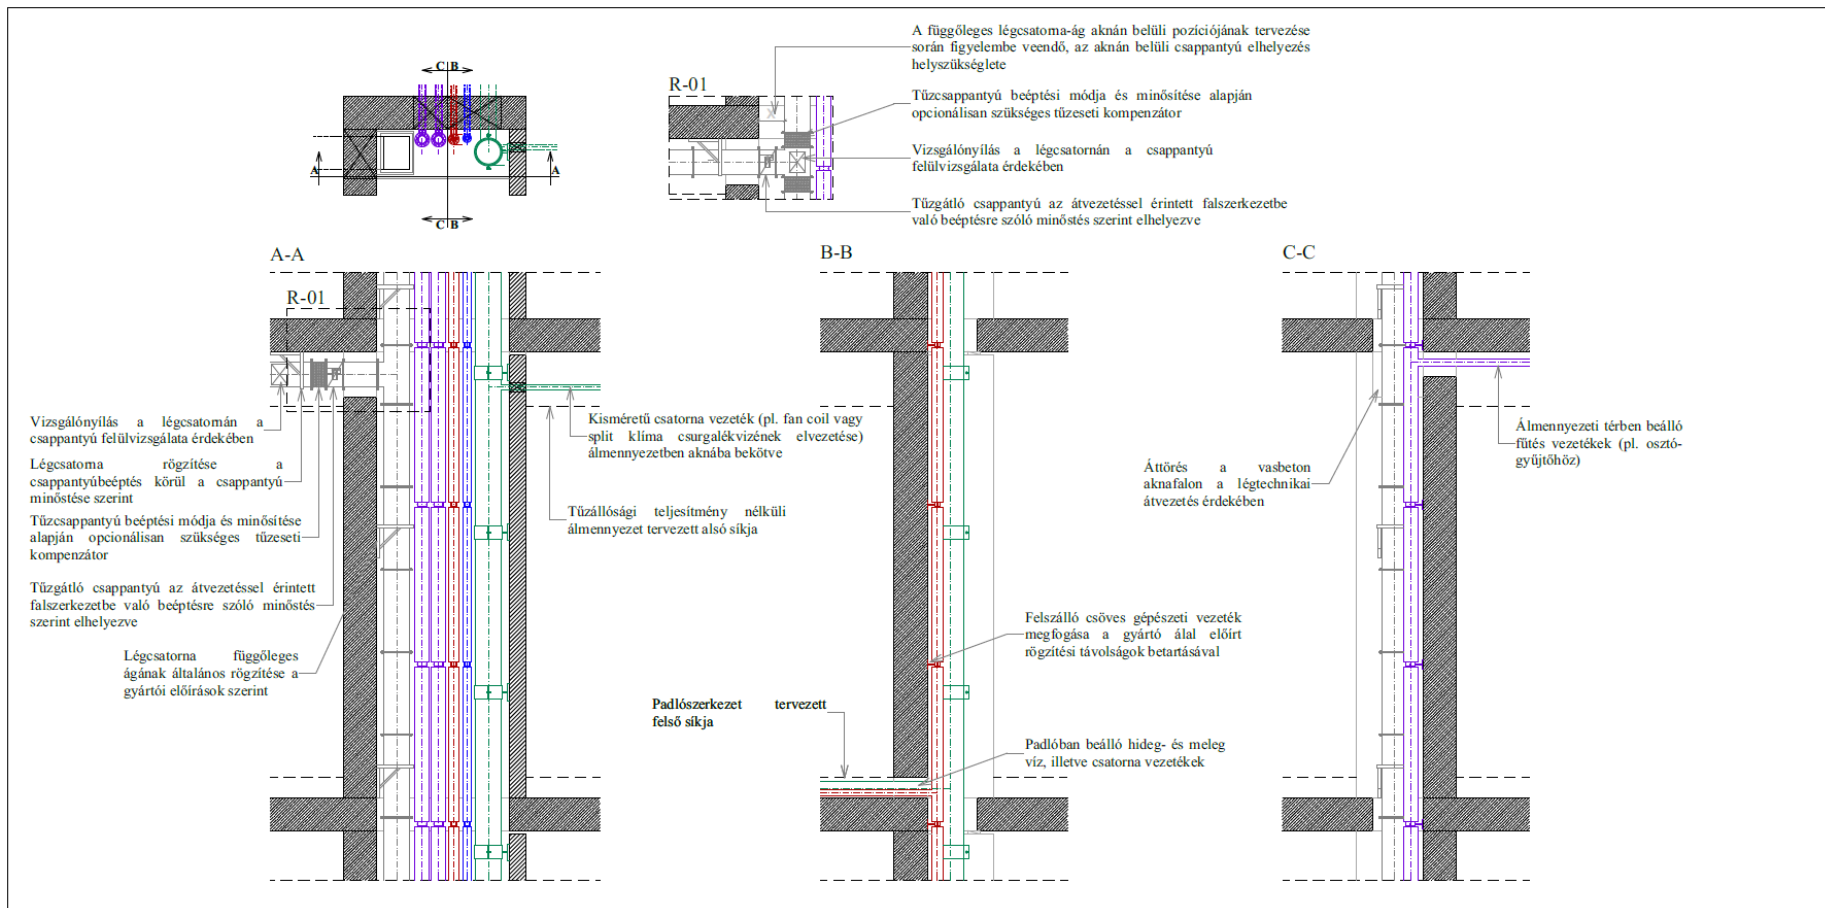 A függőleges légcsatorna-ág aknán belüli pozíciójának tervezése
során figyelembe veendő, az aknán belüli csappantyú elhelyezés
helyszükséglete
C B
R-01
Tűzcsappantyú beéptési módja és minősítése alapján
opcionálisan szükséges tűzeseti kompenzátor
Vizsgálónyílás a légcsatornán a csappantyú
felülvizsgálata érdekében
A A
Tűzgátló csappantyú az átvezetéssel érintett falszerkezetbe
való beéptésre szóló minőstés szerint elhelyezve
C B
A-A
B-B
C-C
R-01
Vizsgálónyílás a légcsatornán a
csappantyú felülvizsgálata érdekében
Légcsatorna rögzítése a
csappantyúbeéptés körül a csappantyú
minőstése szerint
Tűzcsappantyú beéptési módja és minősítése
alapján opcionálisan szükséges tűzeseti
kompenzátor
Tűzgátló csappantyú az átvezetéssel érintett
falszerkezetbe való beéptésre szóló minőstés
szerint elhelyezve
Légcsatorna függőleges
ágának általános rögzítése a
gyártói előírások szerint
Kisméretű csatorna vezeték (pl. fan coil vagy
split klíma csurgalékvizének elvezetése)
álmennyezetben aknába bekötve
Tűzállósági teljesítmény nélküli
álmennyezet tervezett alsó síkja
Padlószerkezet tervezett
felső síkja
Felszálló csöves gépészeti vezeték
megfogása a gyártó álal előírt
rögzítési távolságok betartásával
Padlóban beálló hideg- és meleg
víz, illetve csatorna vezetékek
Áttörés a vasbeton
aknafalon a légtechnikai
átvezetés érdekében
Álmennyezeti térben beálló
fűtés vezetékek (pl. osztó-
gyűjtőhöz)